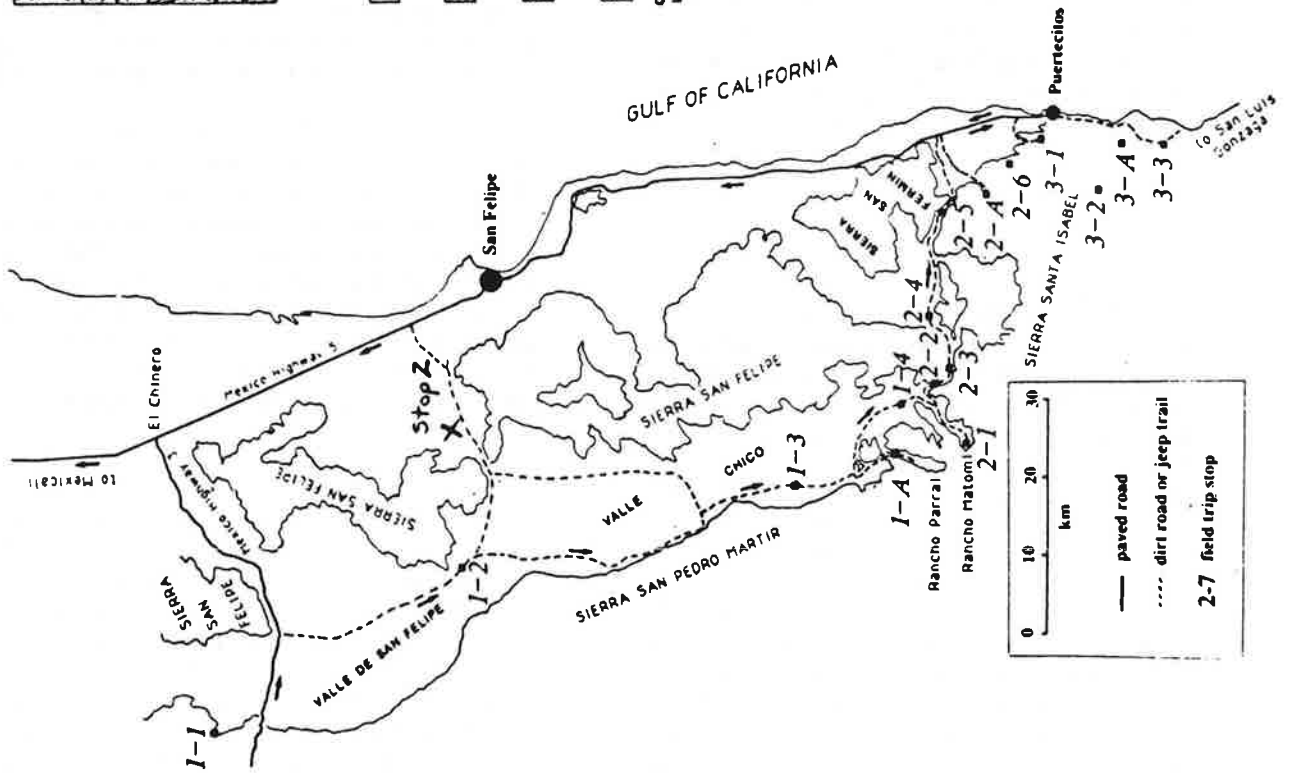 GULF OF CALIFORNIA
to Mexicali
El Chinero
Mexico Highway 5
Mexico Highway 3
San Felipe
Stop 2
X
SIERRA
SAN
FELIPE
SIERRA SAN FELIPE
1-1
1-2
VALLE DE SAN FELIPE
VALLE
CHICO
SIERRA SAN FELIPE
SIERRA SAN PEDRO MARTIR
1-3
1-A
1-4
Rancho Parral
Rancho Matomi
2-1
2-2
2-3
2-4
SIERRA
SAN
FERMIN
2-5
2-A
2-6
Puertecitos
3-1
SIERRA SANTA ISABEL
3-2
3-A
3-3
to San Luis
Gonzaga
0 10 20 30
km
paved road
dirt road or jeep trail
2-7 field trip stop